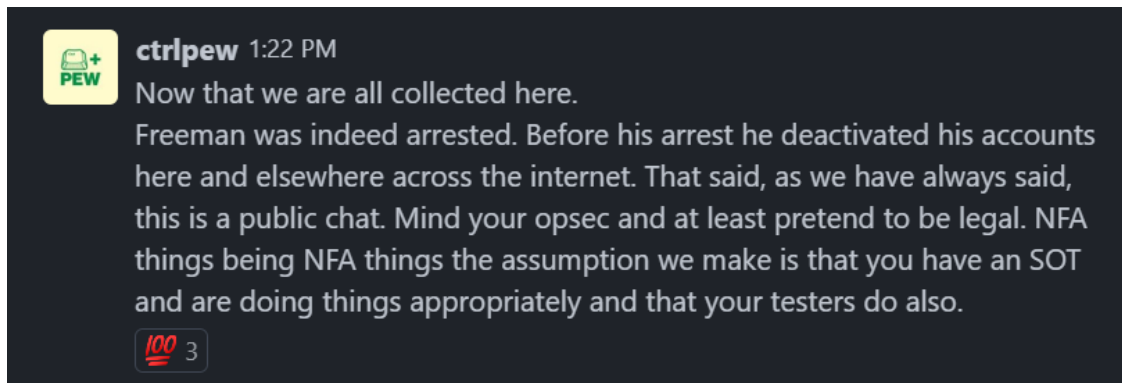 PEW
ctrlpew 1:22 PM
Now that we are all collected here.
Freeman was indeed arrested. Before his arrest he deactivated his accounts
here and elsewhere across the internet. That said, as we have always said,
this is a public chat. Mind your opsec and at least pretend to be legal. NFA
things being NFA things the assumption we make is that you have an SOT
and are doing things appropriately and that your testers do also.
💯 3